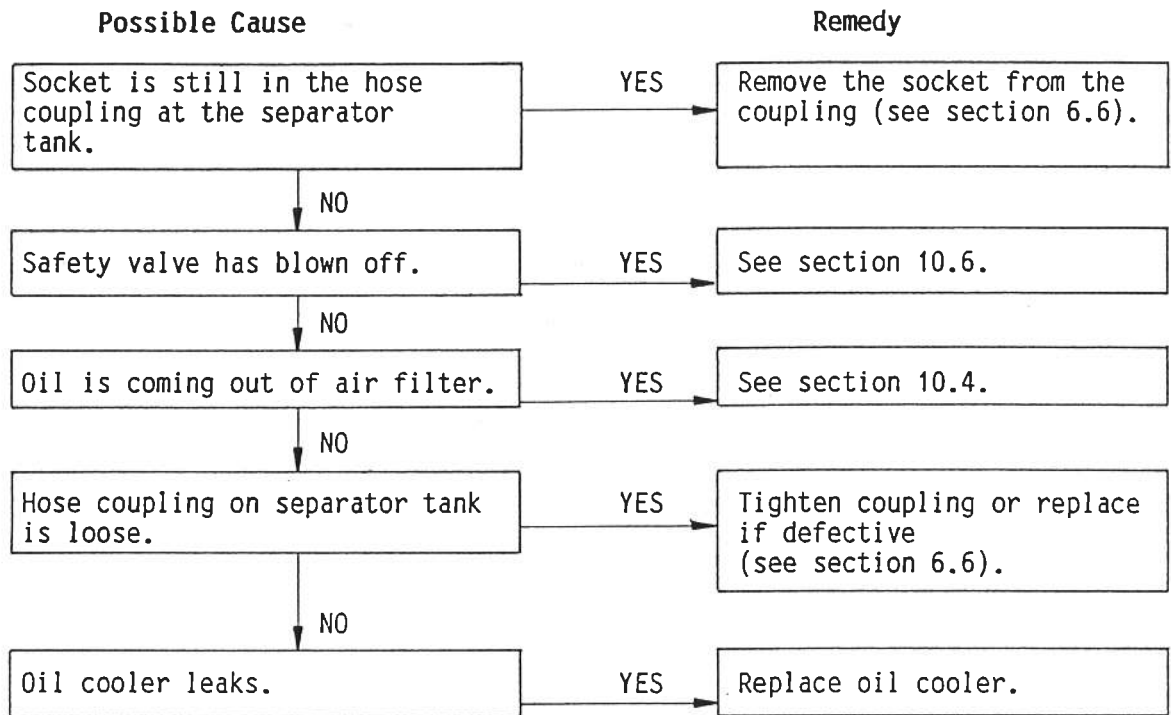 Possible Cause
Remedy
Socket is still in the hose
coupling at the separator
tank.
YES
Remove the socket from the
coupling (see section 6.6).
NO
Safety valve has blown off.
YES
See section 10.6.
NO
Oil is coming out of air filter.
YES
See section 10.4.
NO
Hose coupling on separator tank
is loose.
YES
Tighten coupling or replace
if defective
(see section 6.6).
NO
Oil cooler leaks.
YES
Replace oil cooler.